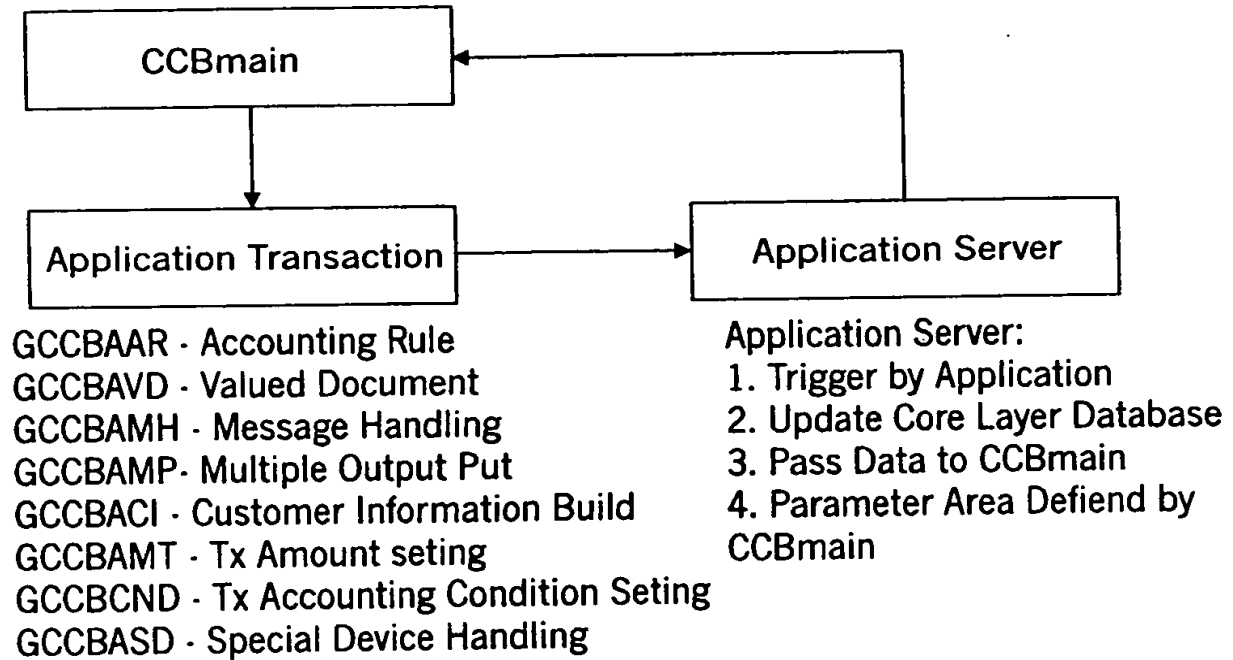 CCBmain
Application Transaction
Application Server
GCCBAAR - Accounting Rule
GCCBAVD - Valued Document
GCCBAMH - Message Handling
GCCBAMP- Multiple Output Put
GCCBACI - Customer Information Build
GCCBAMT - Tx Amount seting
GCCBCND - Tx Accounting Condition Seting
GCCBASD - Special Device Handling
Application Server:
1. Trigger by Application
2. Update Core Layer Database
3. Pass Data to CCBmain
4. Parameter Area Defiend by
CCBmain